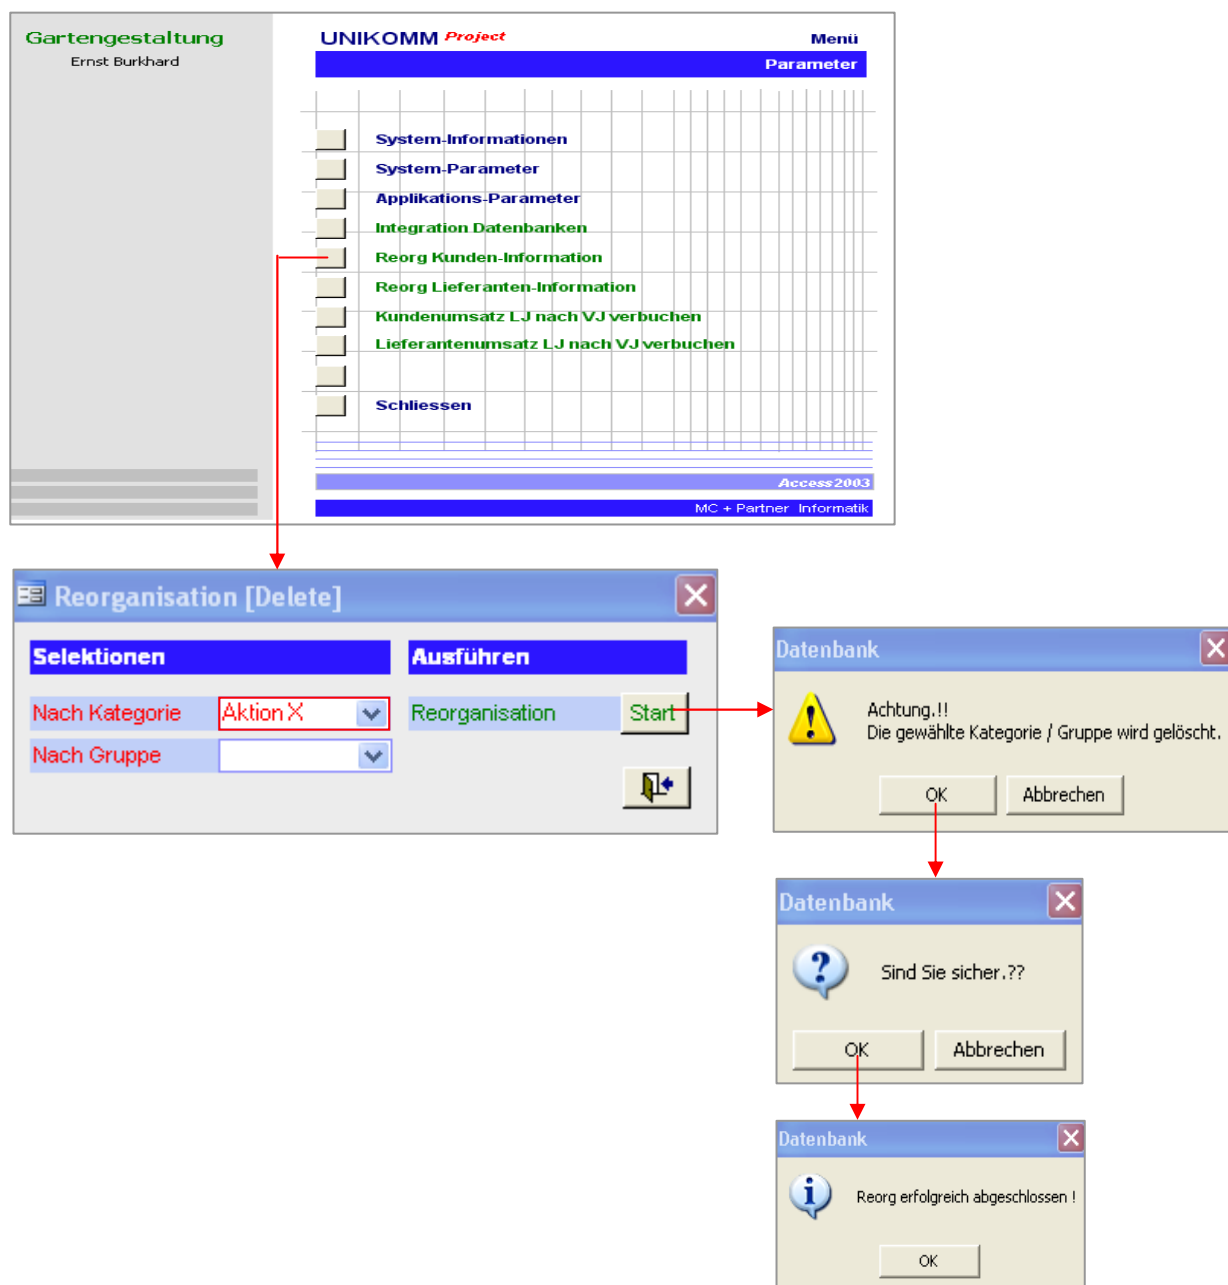 Gartengestaltung
Ernst Burkhard
UNIKOMM Project
Menü
Parameter
System-Informationen
System-Parameter
Applikations-Parameter
Integration Datenbanken
Reorg Kunden-Information
Reorg Lieferanten-Information
Kundenumsatz LJ nach VJ verbuchen
Lieferantenumsatz LJ nach VJ verbuchen
Schliessen
Access2003
MC + Partner Informatik
Reorganisation [Delete]
Selektionen
Ausführen
Nach Kategorie Aktion X
Reorganisation Start
Nach Gruppe
Datenbank
Achtung.!!
Die gewählte Kategorie / Gruppe wird gelöscht.
OK Abbrechen
Datenbank
Sind Sie sicher.??
OK Abbrechen
Datenbank
Reorg erfolgreich abgeschlossen !
OK